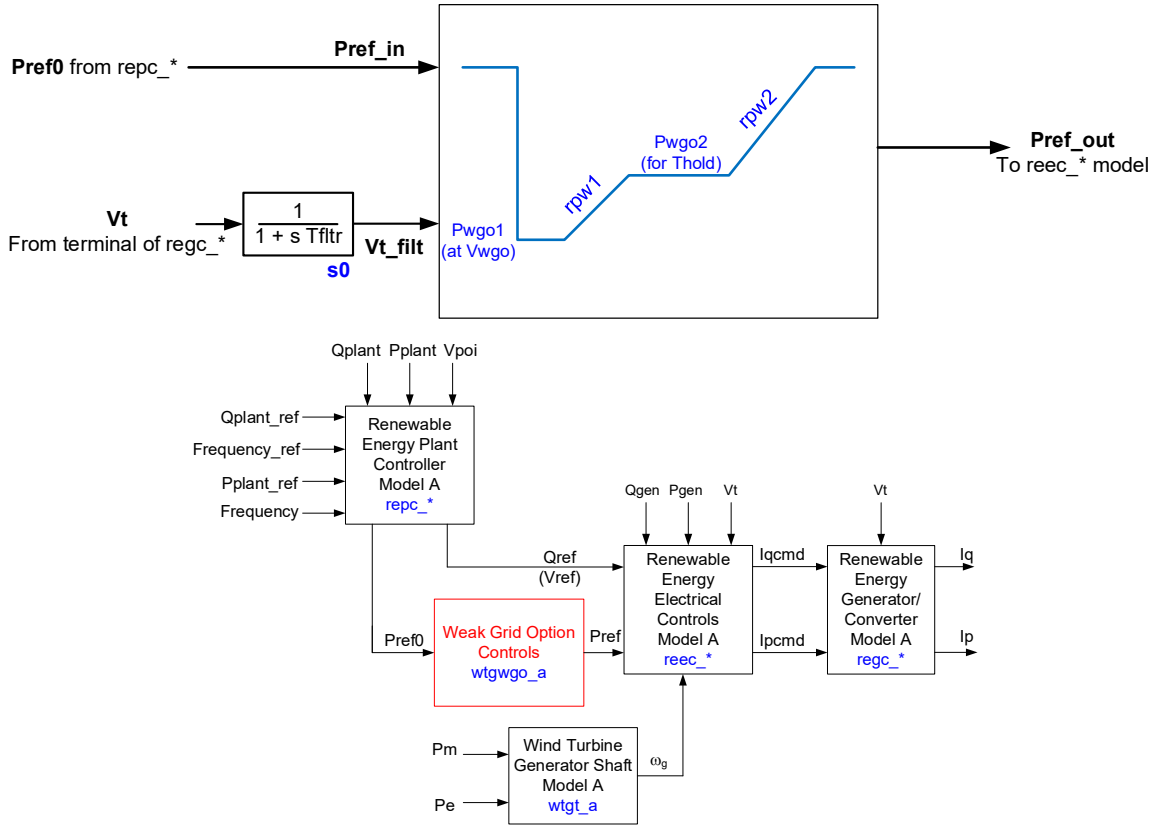 Pref0 from repc_*
Pref_in
rpw2
Pwgo2
(for Thold)
rpw1
Pref_out
To reec_* model
Vt
From terminal of regc_*
1
1 + s Tfltr
s0
Vt_filt
Pwgo1
(at Vwgo)
Qplant Pplant Vpoi
Qplant_ref
Frequency_ref
Pplant_ref
Frequency
Renewable
Energy Plant
Controller
Model A
repc_*
Qgen Pgen Vt
Vt
Qref
(Vref)
Renewable
Energy
Electrical
Controls
Model A
reec_*
Iqcmd
Ipcmd
Renewable
Energy
Generator/
Converter
Model A
regc_*
Iq
Ip
Pref0
Weak Grid Option
Controls
wtgwgo_a
Pref
Pm
Pe
Wind Turbine
Generator Shaft
Model A
wtgt_a
ωg